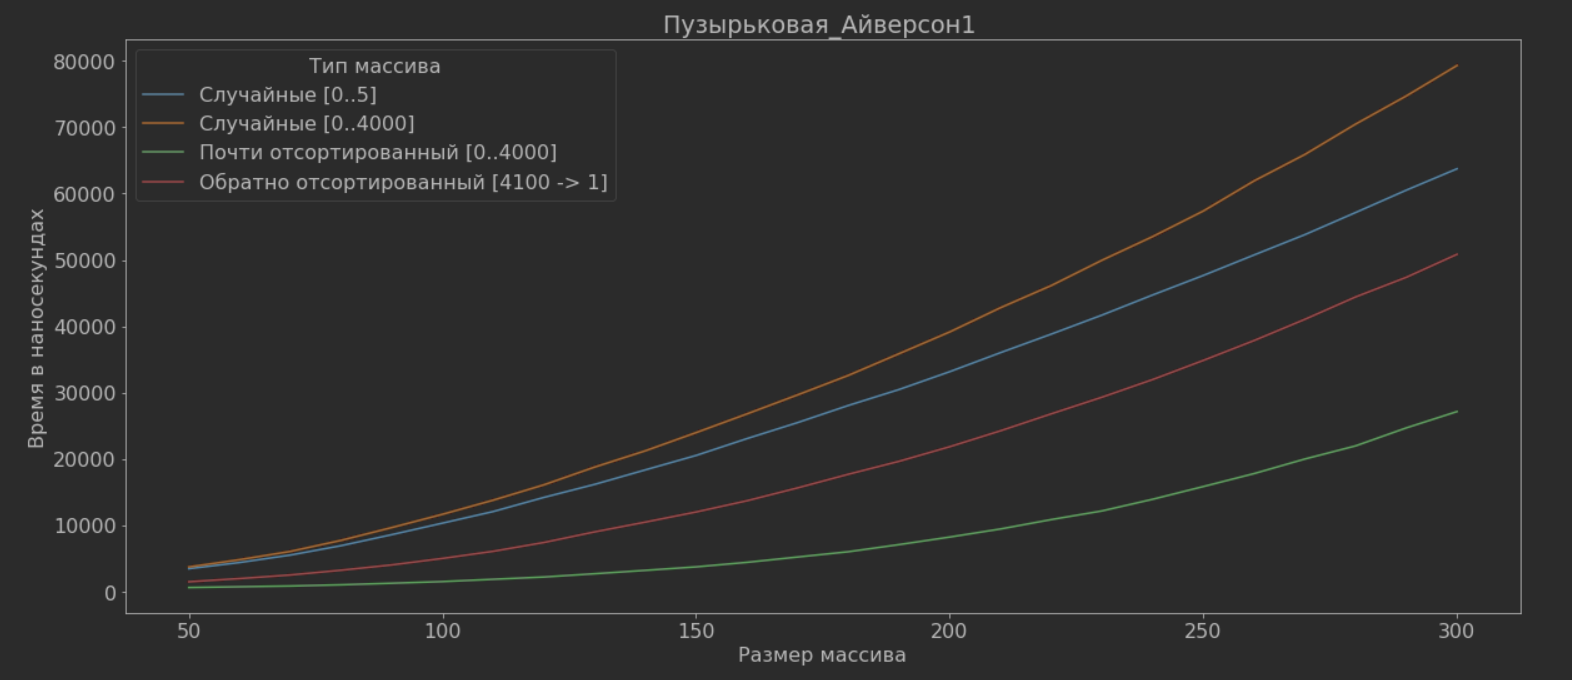 Пузырьковая_Айверсон1
Тип массива
Случайные [0..5]
Случайные [0..4000]
Почти отсортированный [0..4000]
Обратно отсортированный [4100 -> 1]
Время в наносекундах
80000
70000
60000
50000
40000
30000
20000
10000
0
50 100 150 200 250 300
Размер массива